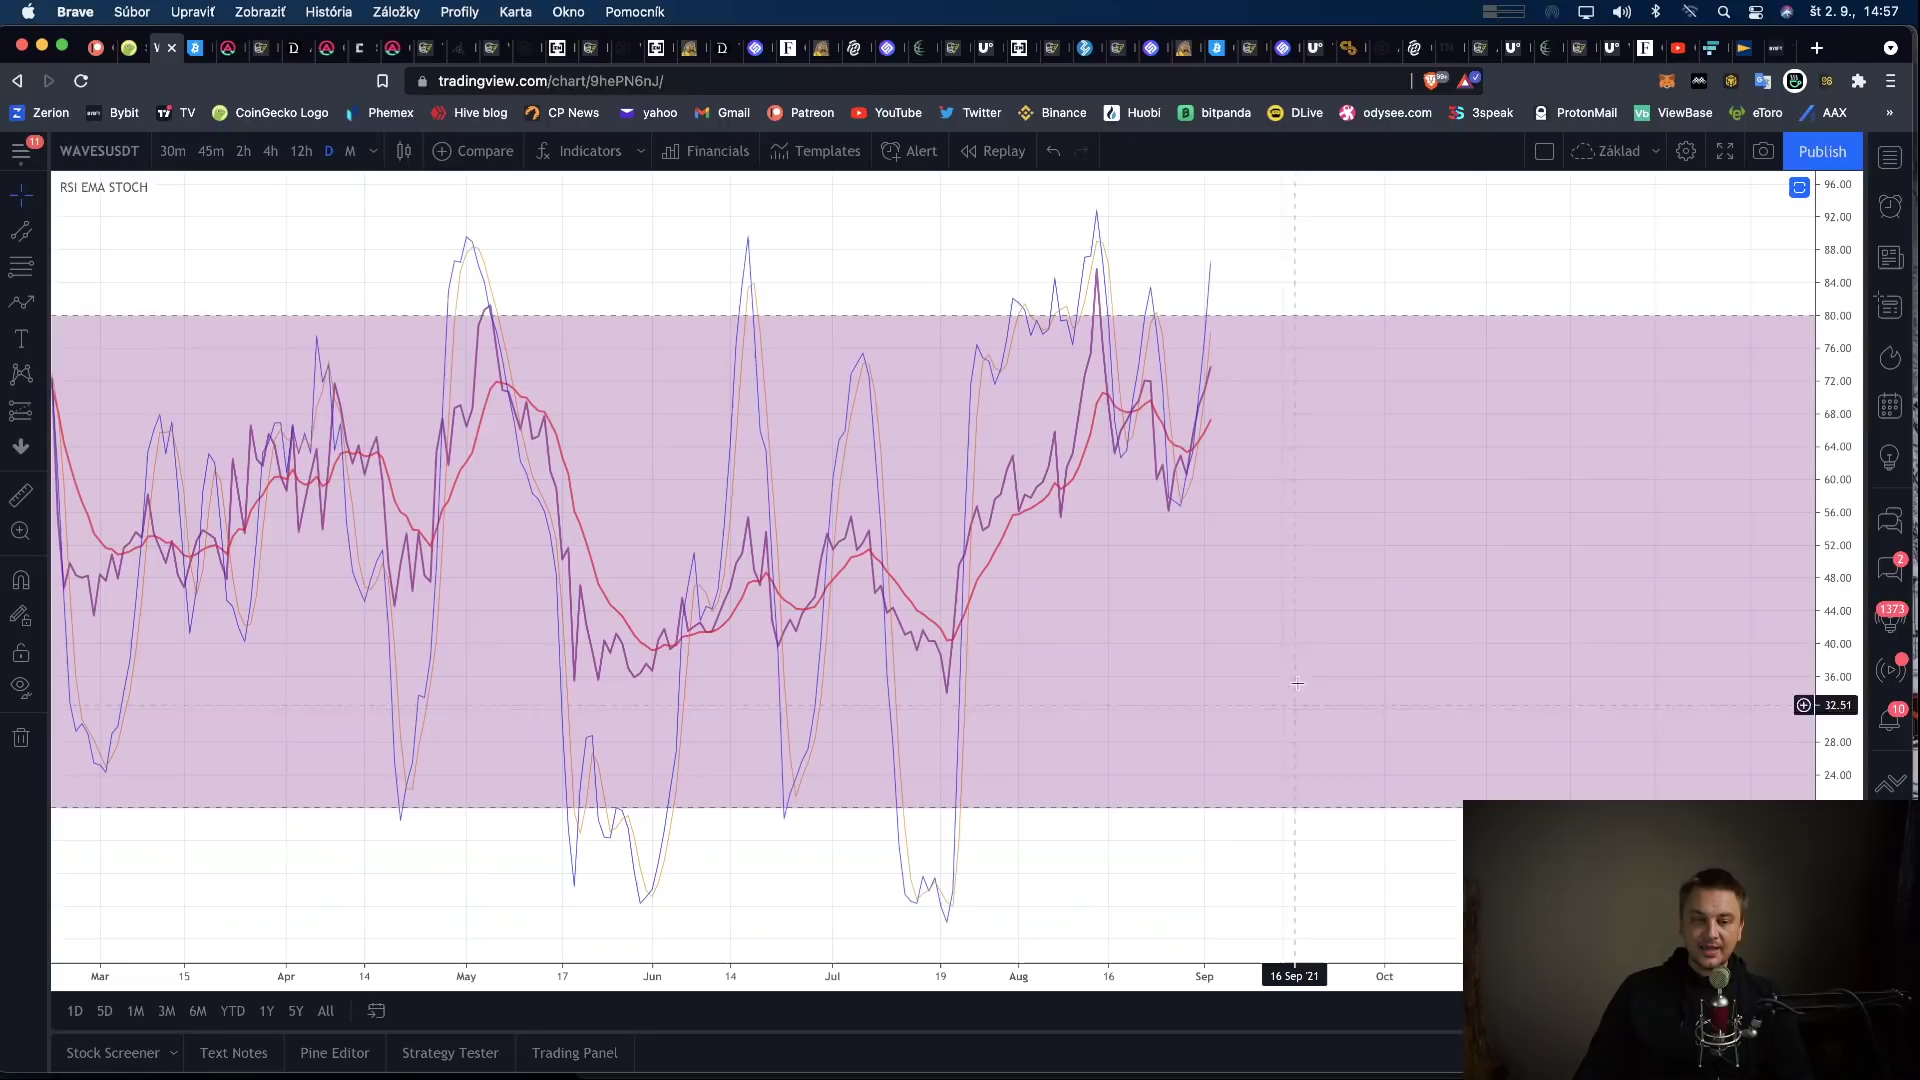 Brave Súbor Upraviť Zobraziť História Záložky Profily Karta Okno Pomocník št 2. 9., 14:57
tradingview.com/chart/9hePN6nJ/
Zerion Bybit TV CoinGecko Logo Phemex Hive blog CP News yahoo Gmail Patreon YouTube Twitter Binance Huobi bitpanda DLive odysee.com 3speak ProtonMail ViewBase eToro AAX »
11 WAVESUSDT 30m 45m 2h 4h 12h D M Compare Indicators Financials Templates Alert Replay Základ Publish
RSI EMA STOCH
96.00
92.00
88.00
84.00
80.00
76.00
72.00
68.00
64.00
60.00
56.00
52.00
48.00
44.00
40.00
36.00
32.51
28.00
24.00
2
1373
10
Mar 15 Apr 14 May 17 Jun 14 Jul 19 Aug 16 Sep 16 Sep '21 Oct
1D 5D 1M 3M 6M YTD 1Y 5Y All
Stock Screener Text Notes Pine Editor Strategy Tester Trading Panel